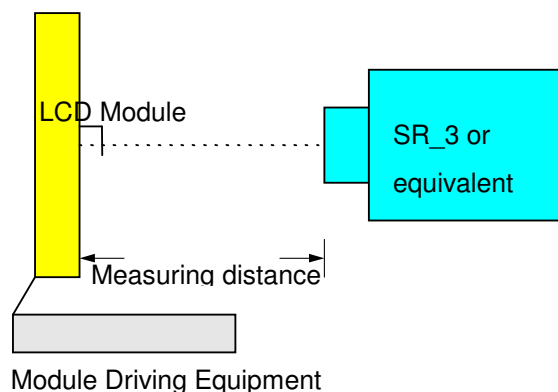 LCD Module
SR_3 or
equivalent
Measuring distance
Module Driving Equipment